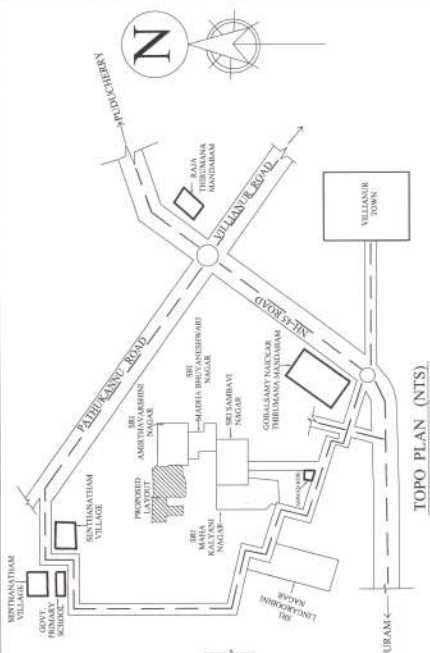 N
PUDUCHERRY
RAJA
THIRUMANA
MANDABAM
PATHUKANNU ROAD
VILLIANUR ROAD
SENTHANATHAM
VILLAGE
GOVT.
PRIMARY
SCHOOL
SUNTHANATHAM
VILLAGE
SRI
AMIRTHAVARSHINI
NAGAR
PROPOSED
LAYOUT
SRI
MADHA BHUVANESHWARI
NAGAR
SRI SAMBAVI
NAGAR
SRI
MAHA
KALYANI
NAGAR
NH-45 ROAD
VILLIANUR
TOWN
GOBALSAMY NAICKAR
THIRUMANA MANDABAM
SRI
LINGAROOBINI
NAGAR
URAM
TOPO PLAN (NTS)